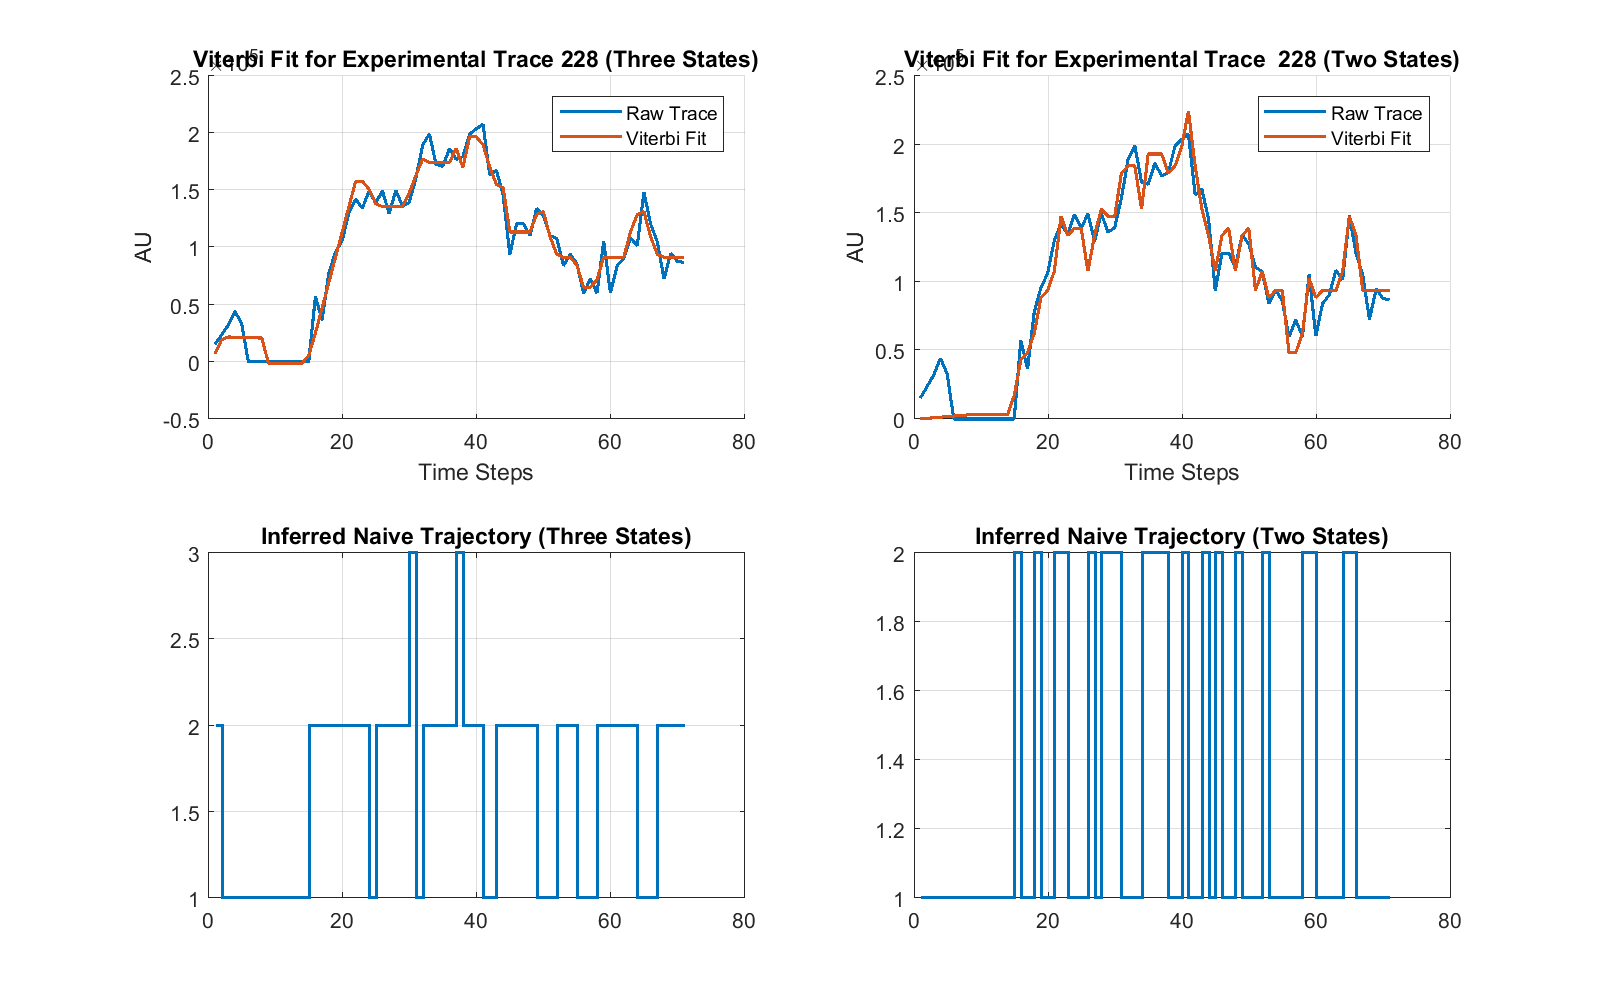 Viterbi Fit for Experimental Trace 228 (Three States)
×10^5
2.5
2
1.5
1
0.5
0
-0.5
AU
Raw Trace
Viterbi Fit
0 20 40 60 80
Time Steps
Viterbi Fit for Experimental Trace  228 (Two States)
×10^5
2.5
2
1.5
1
0.5
0
AU
Raw Trace
Viterbi Fit
0 20 40 60 80
Time Steps
Inferred Naive Trajectory (Three States)
3
2.5
2
1.5
1
0 20 40 60 80
Inferred Naive Trajectory (Two States)
2
1.8
1.6
1.4
1.2
1
0 20 40 60 80